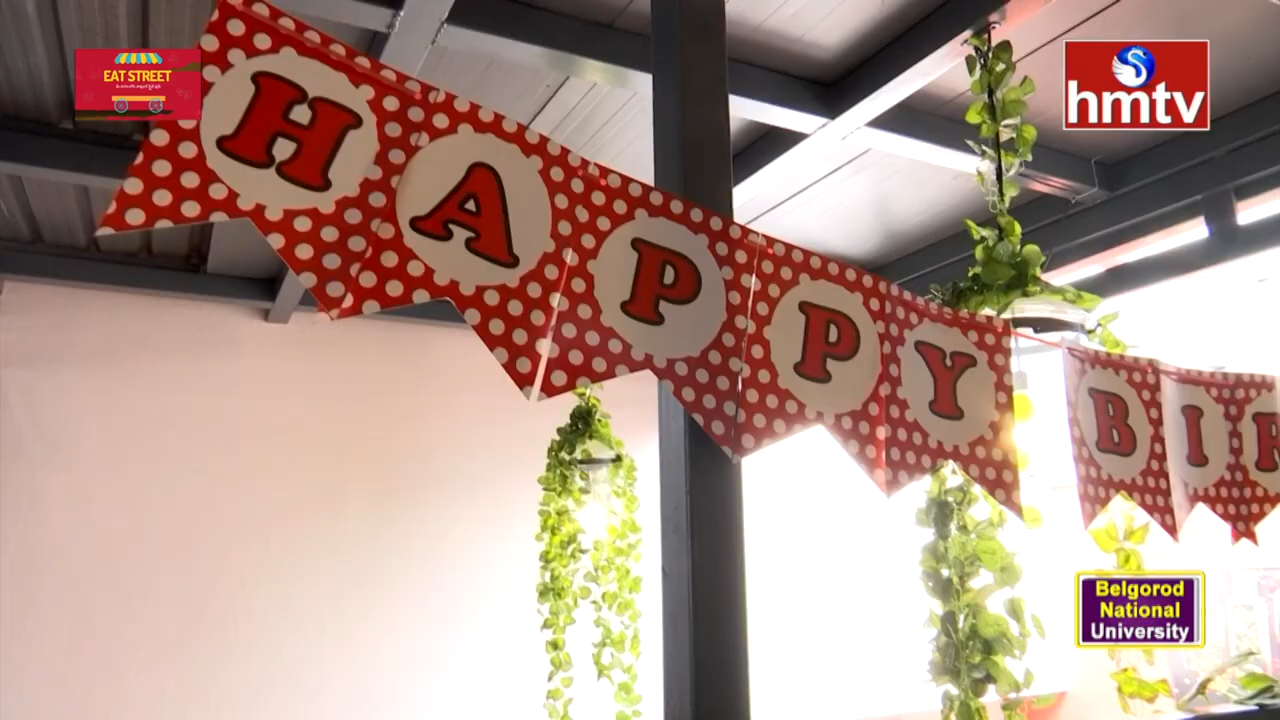 EAT STREET
hmtv
HAPPY BIR
Belgorod
National
University